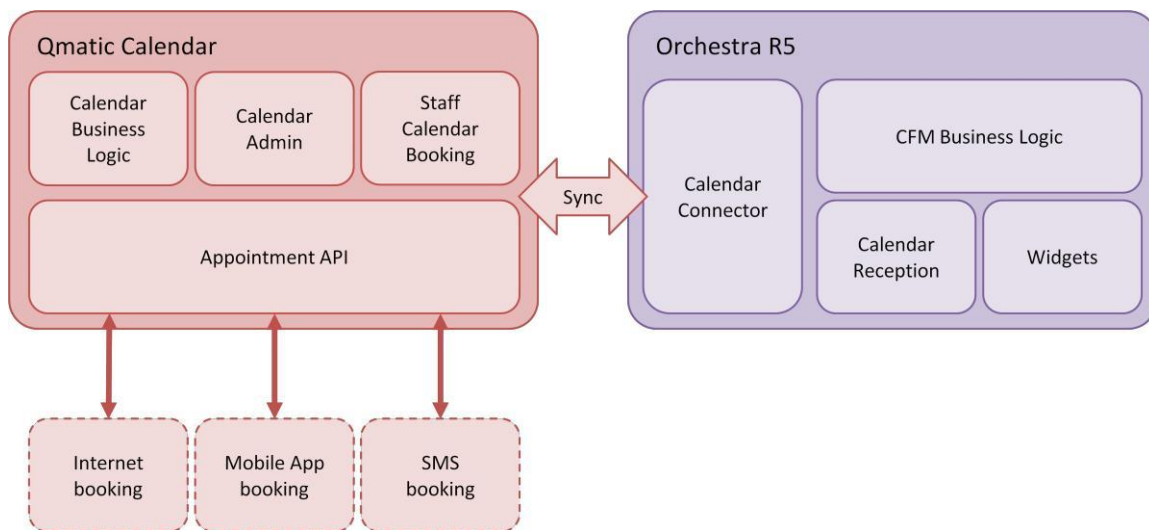 Qmatic Calendar
Calendar
Business
Logic
Calendar
Admin
Staff
Calendar
Booking
Appointment API
Sync
Orchestra R5
Calendar
Connector
CFM Business Logic
Calendar
Reception
Widgets
Internet
booking
Mobile App
booking
SMS
booking